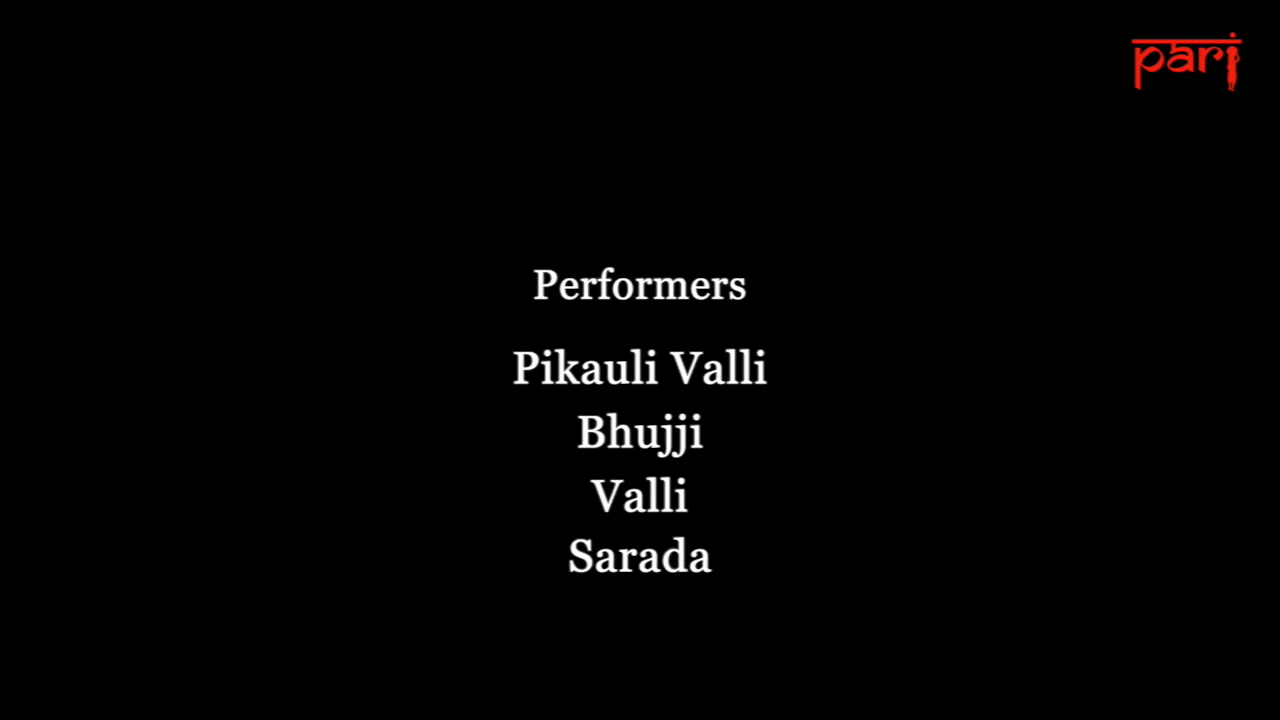 pari
Performers
Pikauli Valli
Bhujji
Valli
Sarada